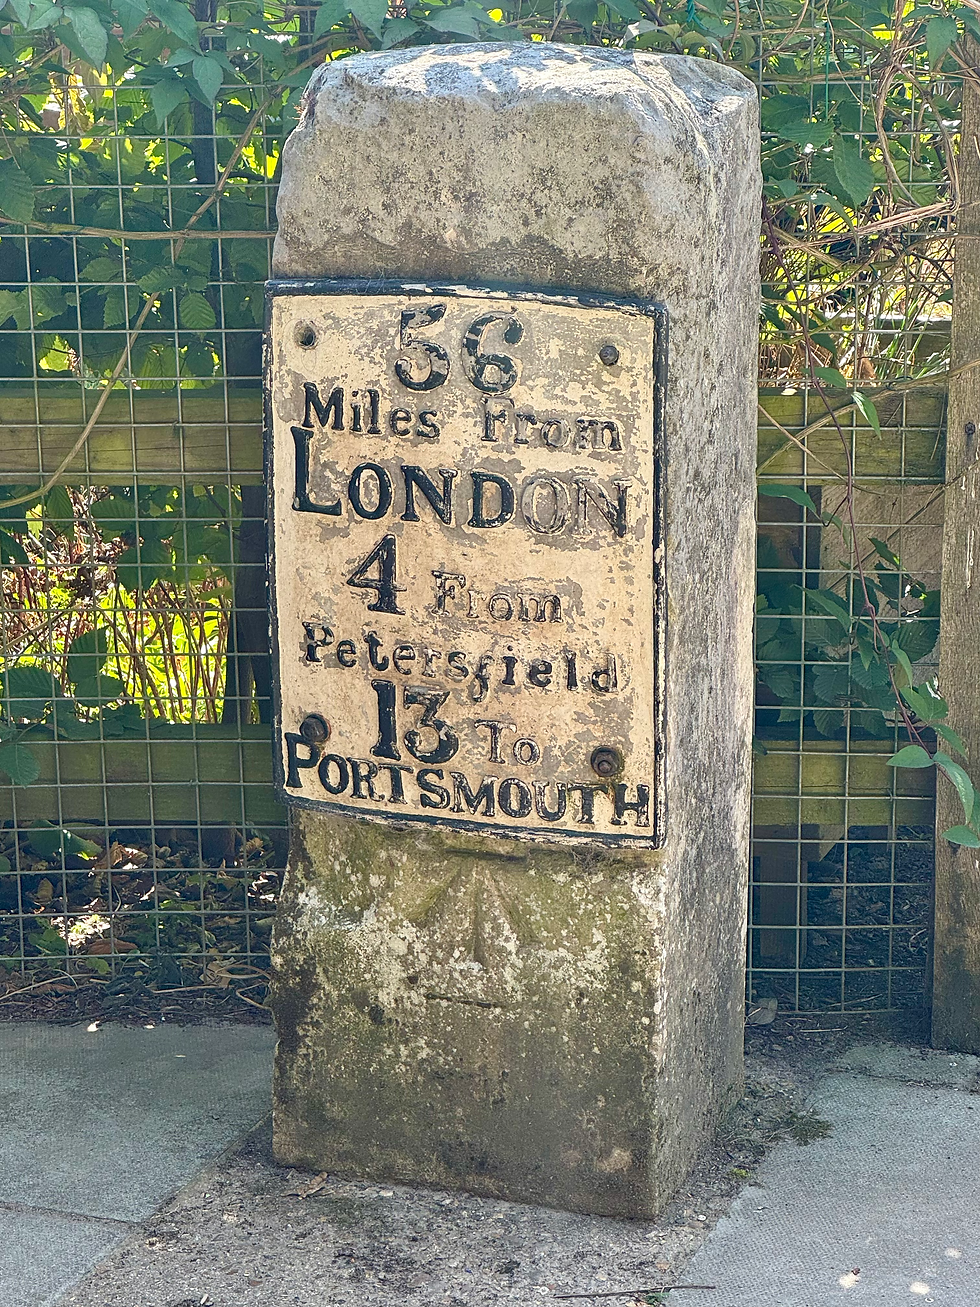 56
Miles From
LONDON
4 From
Petersfield
13 To
PORTSMOUTH